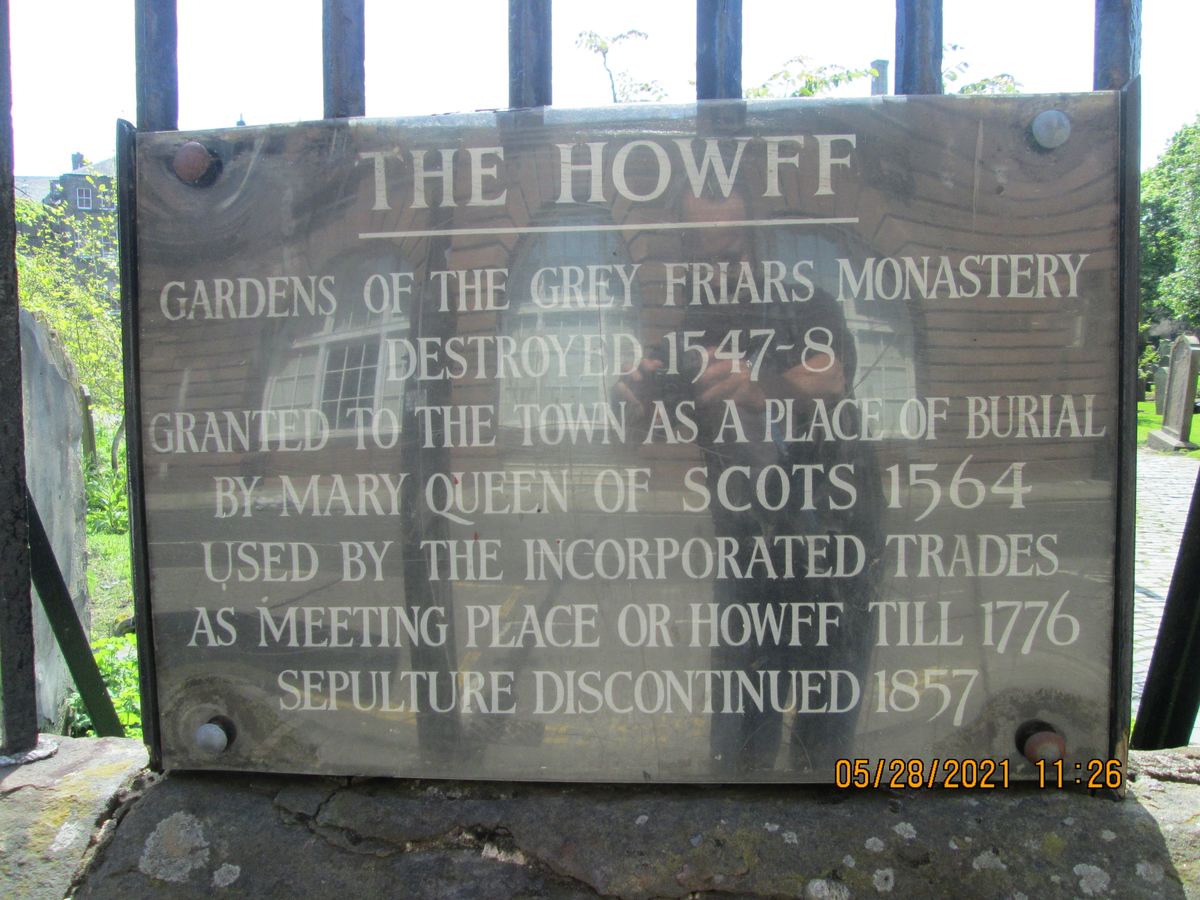 THE HOWFF
GARDENS OF THE GREY FRIARS MONASTERY
DESTROYED 1547-8
GRANTED TO THE TOWN AS A PLACE OF BURIAL
BY MARY QUEEN OF SCOTS 1564
USED BY THE INCORPORATED TRADES
AS MEETING PLACE OR HOWFF TILL 1776
SEPULTURE DISCONTINUED 1857
05/28/2021 11:26